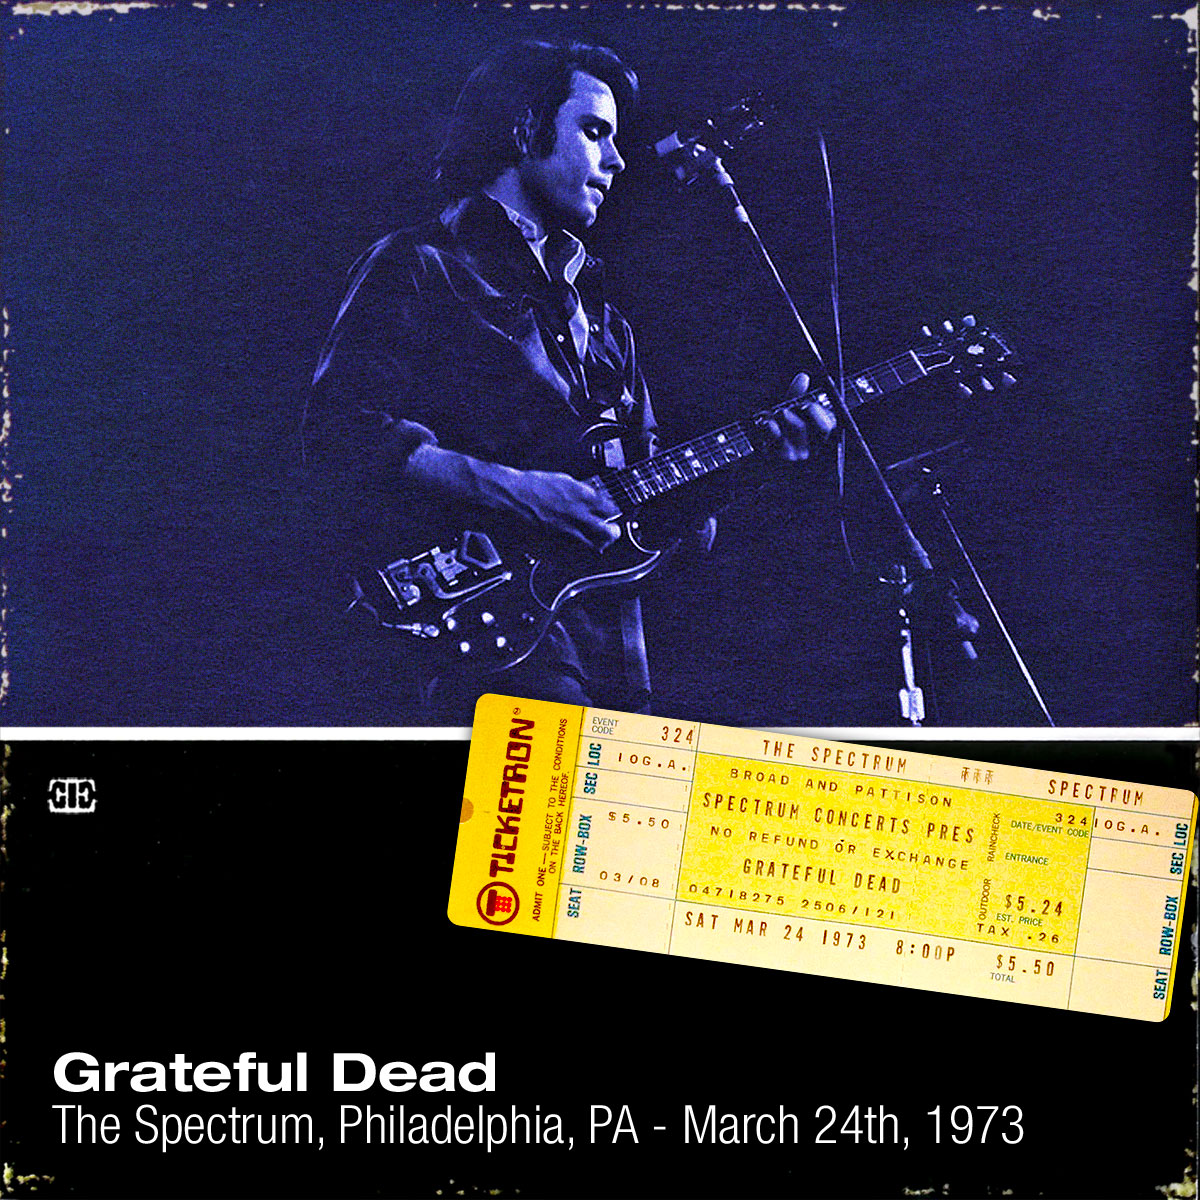 TICKETRON
ADMIT ONE—SUBJECT TO THE CONDITIONS
ON THE BACK HEREOF.
EVENT
CODE
324
SEC LOC
IOG.A.
ROW-BOX
$5.50
SEAT
03/08
THE SPECTRUM
BROAD AND PATTISON
SPECTRUM CONCERTS PRES
NO REFUND OR EXCHANGE
GRATEFUL DEAD
04718275 2506/121
SAT MAR 24 1973 8:00P
OUTDOOR RAINCHECK
324
DATE/EVENT CODE
ENTRANCE
$5.24
EST. PRICE
TAX .26
$5.50
TOTAL
SPECTRUM
IOG.A.
SEC LOC
ROW-BOX
SEAT
Grateful Dead
The Spectrum, Philadelphia, PA - March 24th, 1973